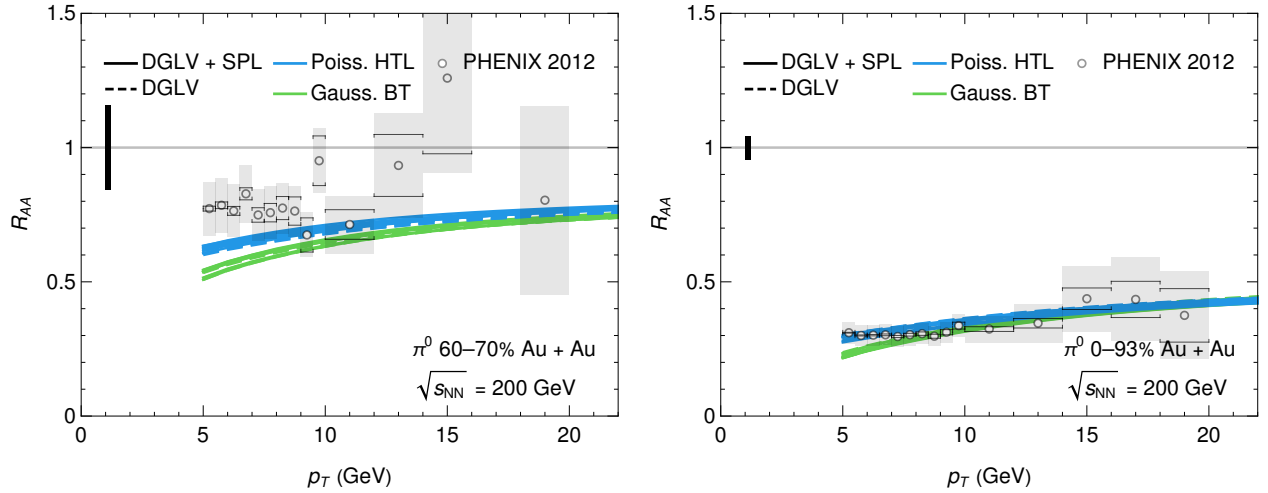 1.5
1
0.5
0
R_AA
DGLV + SPL
DGLV
Poiss. HTL
Gauss. BT
PHENIX 2012
π⁰ 60–70% Au + Au
√s_NN = 200 GeV
0 5 10 15 20
p_T (GeV)
1.5
1
0.5
0
R_AA
DGLV + SPL
DGLV
Poiss. HTL
Gauss. BT
PHENIX 2012
π⁰ 0–93% Au + Au
√s_NN = 200 GeV
0 5 10 15 20
p_T (GeV)